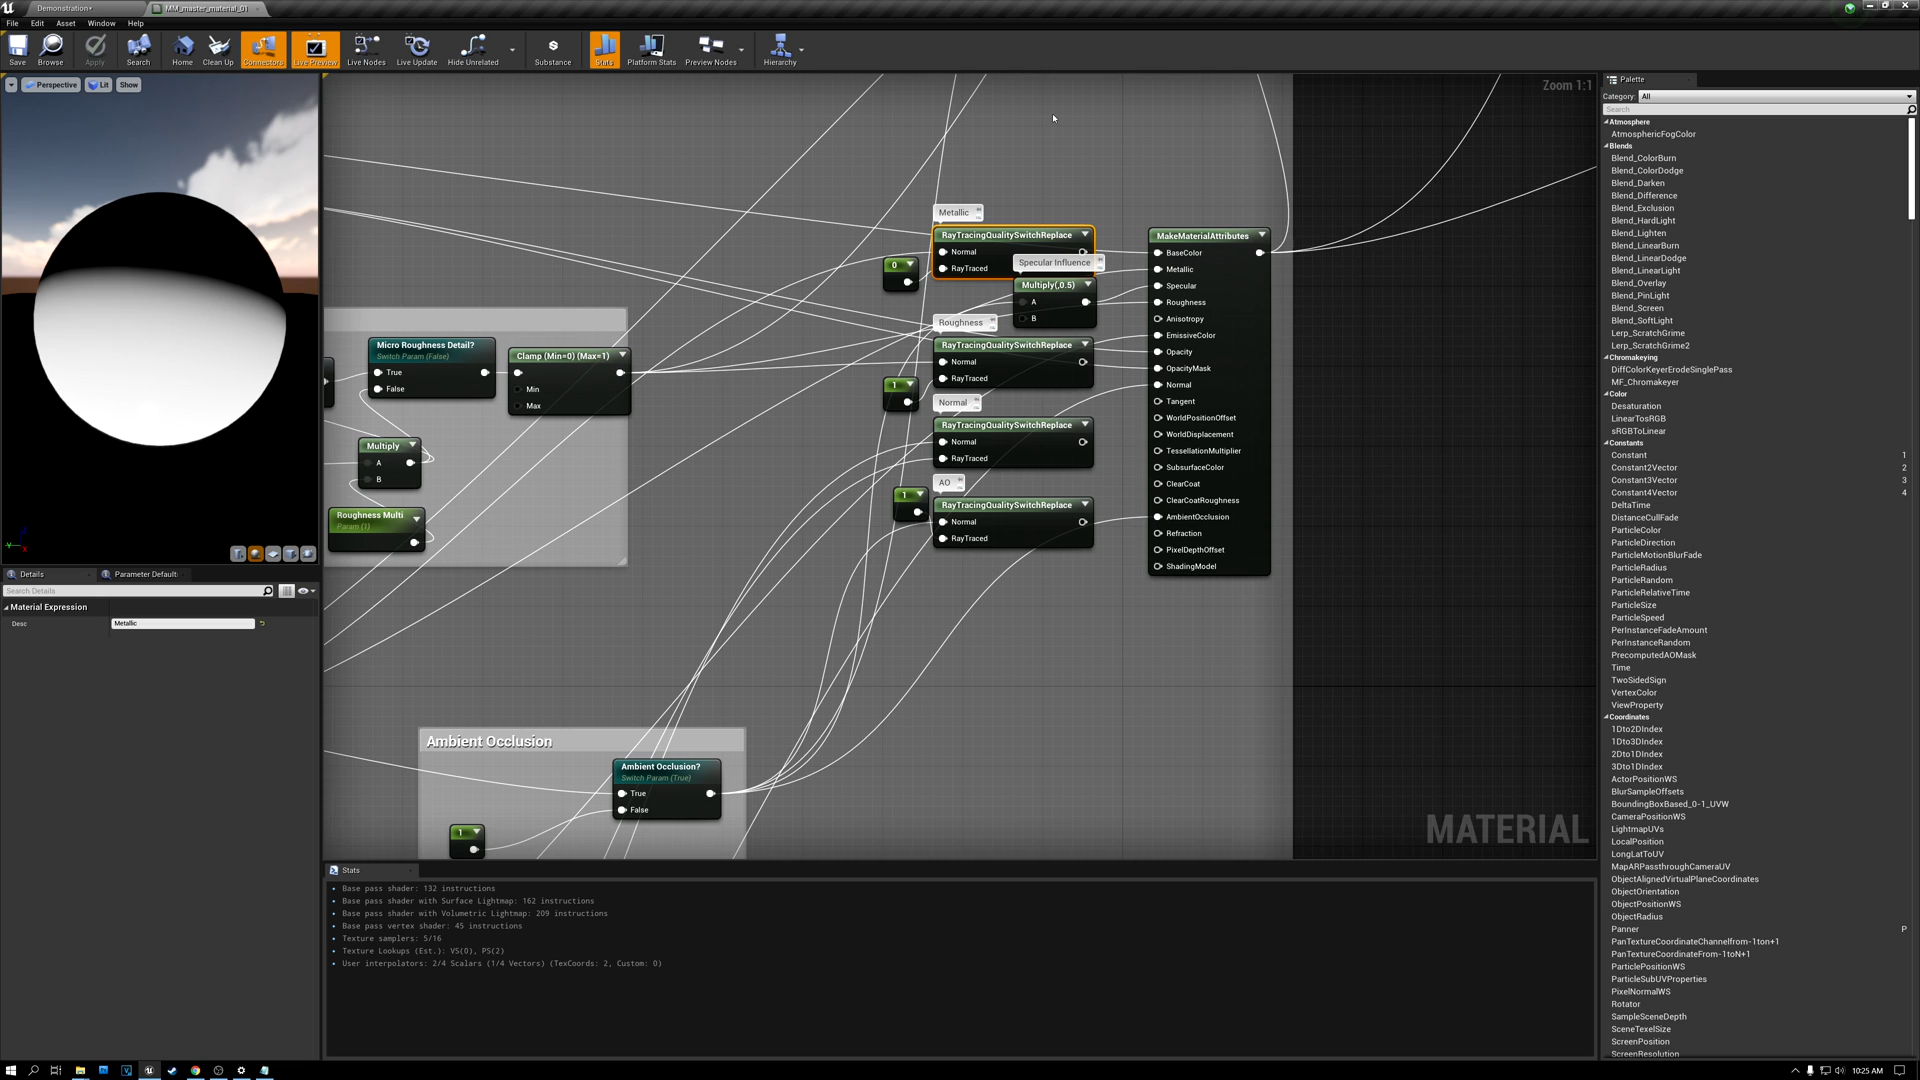 Demonstration*
MM_master_material_01
File Edit Asset Window Help
Save Browse Apply Search Home Clean Up Connectors Live Preview Live Nodes Live Update Hide Unrelated Substance Stats Platform Stats Preview Nodes Hierarchy
Perspective Lit Show
Zoom 1:1
Metallic
RayTracingQualitySwitchReplace
Normal
RayTraced
0
Specular Influence
Multiply(,0.5)
A
B
Roughness
RayTracingQualitySwitchReplace
Normal
RayTraced
1
Normal
RayTracingQualitySwitchReplace
Normal
RayTraced
AO
1
RayTracingQualitySwitchReplace
Normal
RayTraced
MakeMaterialAttributes
BaseColor
Metallic
Specular
Roughness
Anisotropy
EmissiveColor
Opacity
OpacityMask
Normal
Tangent
WorldPositionOffset
WorldDisplacement
TessellationMultiplier
SubsurfaceColor
ClearCoat
ClearCoatRoughness
AmbientOcclusion
Refraction
PixelDepthOffset
ShadingModel
Micro Roughness Detail?
Switch Param (False)
True
False
Clamp (Min=0) (Max=1)
Min
Max
Multiply
A
B
Roughness Multi
Param (1)
Ambient Occlusion
Ambient Occlusion?
Switch Param (True)
True
False
1
MATERIAL
Details
Parameter Default
Search Details
Material Expression
Desc
Metallic
Stats
Base pass shader: 132 instructions
Base pass shader with Surface Lightmap: 162 instructions
Base pass shader with Volumetric Lightmap: 209 instructions
Base pass vertex shader: 45 instructions
Texture samplers: 5/16
Texture Lookups (Est.): VS(0), PS(2)
User interpolators: 2/4 Scalars (1/4 Vectors) (TexCoords: 2, Custom: 0)
Palette
Category: All
Search
Atmosphere
AtmosphericFogColor
Blends
Blend_ColorBurn
Blend_ColorDodge
Blend_Darken
Blend_Difference
Blend_Exclusion
Blend_HardLight
Blend_Lighten
Blend_LinearBurn
Blend_LinearDodge
Blend_LinearLight
Blend_Overlay
Blend_PinLight
Blend_Screen
Blend_SoftLight
Lerp_ScratchGrime
Lerp_ScratchGrime2
Chromakeying
DiffColorKeyerErodeSinglePass
MF_Chromakeyer
Color
Desaturation
LinearTosRGB
sRGBToLinear
Constants
Constant 1
Constant2Vector 2
Constant3Vector 3
Constant4Vector 4
DeltaTime
DistanceCullFade
ParticleColor
ParticleDirection
ParticleMotionBlurFade
ParticleRadius
ParticleRandom
ParticleRelativeTime
ParticleSize
ParticleSpeed
PerInstanceFadeAmount
PerInstanceRandom
PrecomputedAOMask
Time
TwoSidedSign
VertexColor
ViewProperty
Coordinates
1Dto2DIndex
1Dto3DIndex
2Dto1DIndex
3Dto1DIndex
ActorPositionWS
BlurSampleOffsets
BoundingBoxBased_0-1_UVW
CameraPositionWS
LightmapUVs
LocalPosition
LongLatToUV
MapARPassthroughCameraUV
ObjectAlignedVirtualPlaneCoordinates
ObjectOrientation
ObjectPositionWS
ObjectRadius
Panner P
PanTextureCoordinateChannelfrom-1ton+1
PanTextureCoordinateFrom-1toN+1
ParticlePositionWS
ParticleSubUVProperties
PixelNormalWS
Rotator
SampleSceneDepth
SceneTexelSize
ScreenPosition
ScreenResolution
10:25 AM